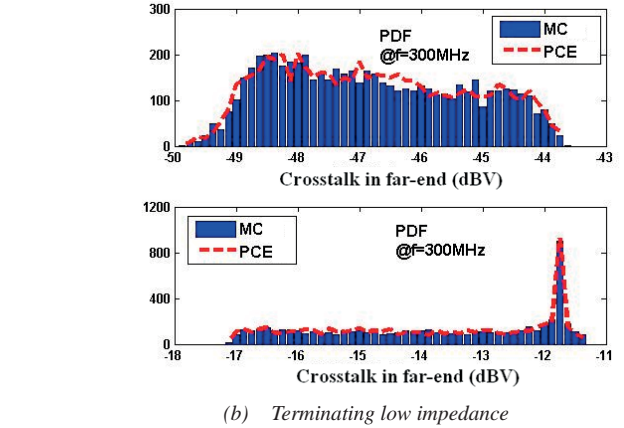 300
200
100
0
PDF
@f=300MHz
MC
PCE
-50 -49 -48 -47 -46 -45 -44 -43
Crosstalk in far-end (dBV)
1200
800
400
0
MC
PCE
PDF
@f=300MHz
-18 -17 -16 -15 -14 -13 -12 -11
Crosstalk in far-end (dBV)
(b) Terminating low impedance